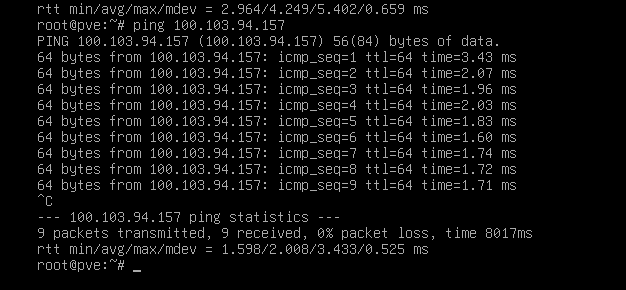 rtt min/avg/max/mdev = 2.964/4.249/5.402/0.659 ms
root@pve:~# ping 100.103.94.157
PING 100.103.94.157 (100.103.94.157) 56(84) bytes of data.
64 bytes from 100.103.94.157: icmp_seq=1 ttl=64 time=3.43 ms
64 bytes from 100.103.94.157: icmp_seq=2 ttl=64 time=2.07 ms
64 bytes from 100.103.94.157: icmp_seq=3 ttl=64 time=1.96 ms
64 bytes from 100.103.94.157: icmp_seq=4 ttl=64 time=2.03 ms
64 bytes from 100.103.94.157: icmp_seq=5 ttl=64 time=1.83 ms
64 bytes from 100.103.94.157: icmp_seq=6 ttl=64 time=1.60 ms
64 bytes from 100.103.94.157: icmp_seq=7 ttl=64 time=1.74 ms
64 bytes from 100.103.94.157: icmp_seq=8 ttl=64 time=1.72 ms
64 bytes from 100.103.94.157: icmp_seq=9 ttl=64 time=1.71 ms
^C
--- 100.103.94.157 ping statistics ---
9 packets transmitted, 9 received, 0% packet loss, time 8017ms
rtt min/avg/max/mdev = 1.598/2.008/3.433/0.525 ms
root@pve:~# _